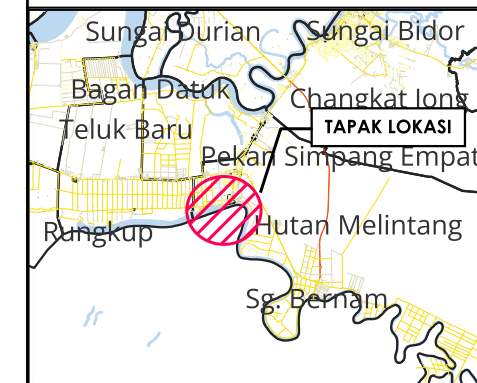 Sungai Durian
Sungai Bidor
Bagan Datuk
Changkat Jong
TAPAK LOKASI
Teluk Baru
Pekan Simpang Empat
Rungkup
Hutan Melintang
Sg. Bernam